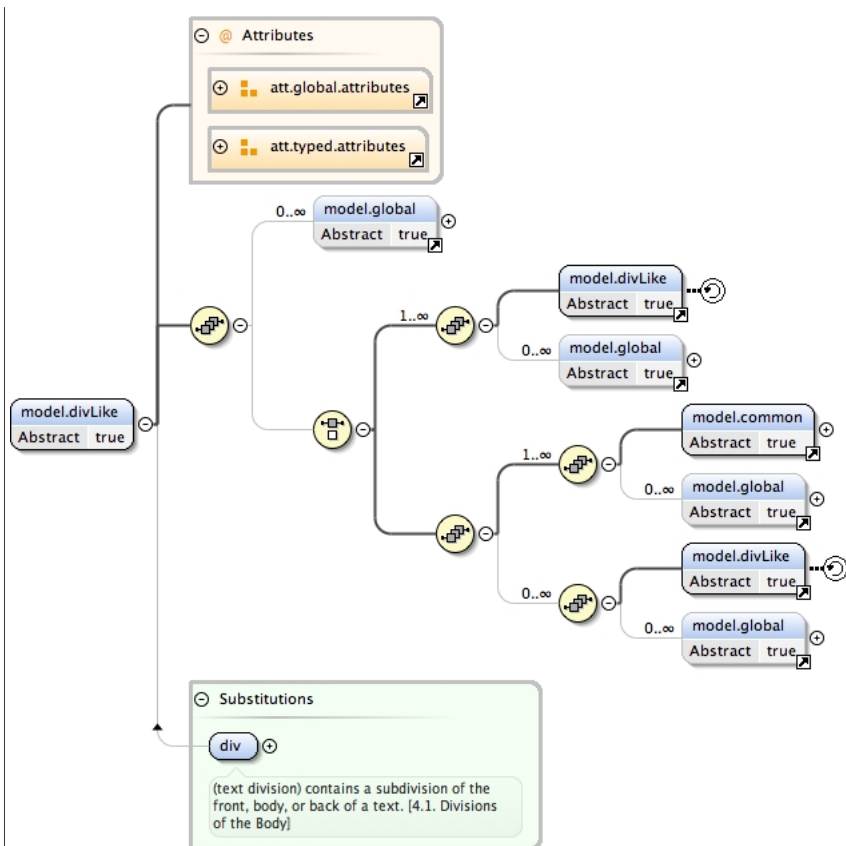 @ Attributes
att.global.attributes
att.typed.attributes
0..∞
model.global
Abstract true
model.divLike
Abstract true
1..∞
0..∞
model.global
Abstract true
model.divLike
Abstract true
model.common
Abstract true
1..∞
0..∞
model.global
Abstract true
model.divLike
Abstract true
0..∞
0..∞
model.global
Abstract true
Substitutions
div
(text division) contains a subdivision of the
front, body, or back of a text. [4.1. Divisions
of the Body]